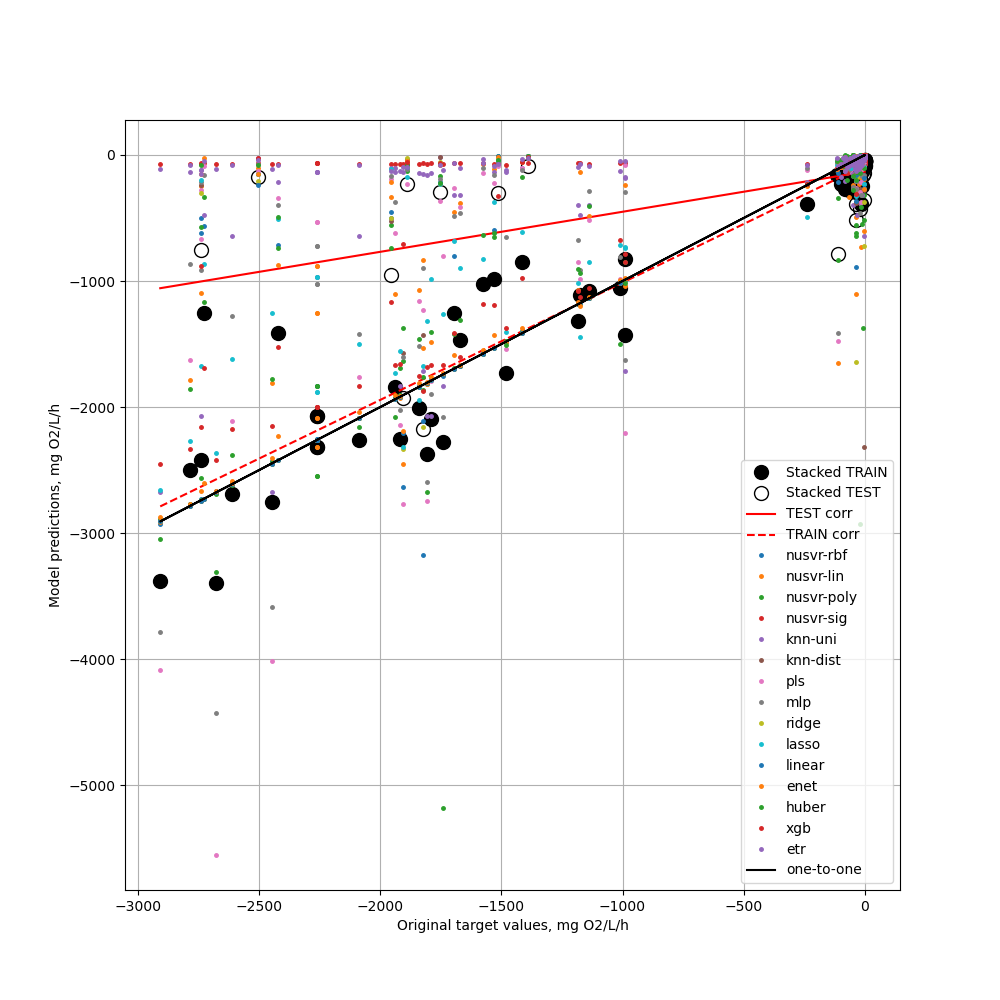 0
−1000
−2000
−3000
−4000
−5000
Model predictions, mg O2/L/h
Stacked TRAIN
Stacked TEST
TEST corr
TRAIN corr
nusvr-rbf
nusvr-lin
nusvr-poly
nusvr-sig
knn-uni
knn-dist
pls
mlp
ridge
lasso
linear
enet
huber
xgb
etr
one-to-one
−3000 −2500 −2000 −1500 −1000 −500 0
Original target values, mg O2/L/h